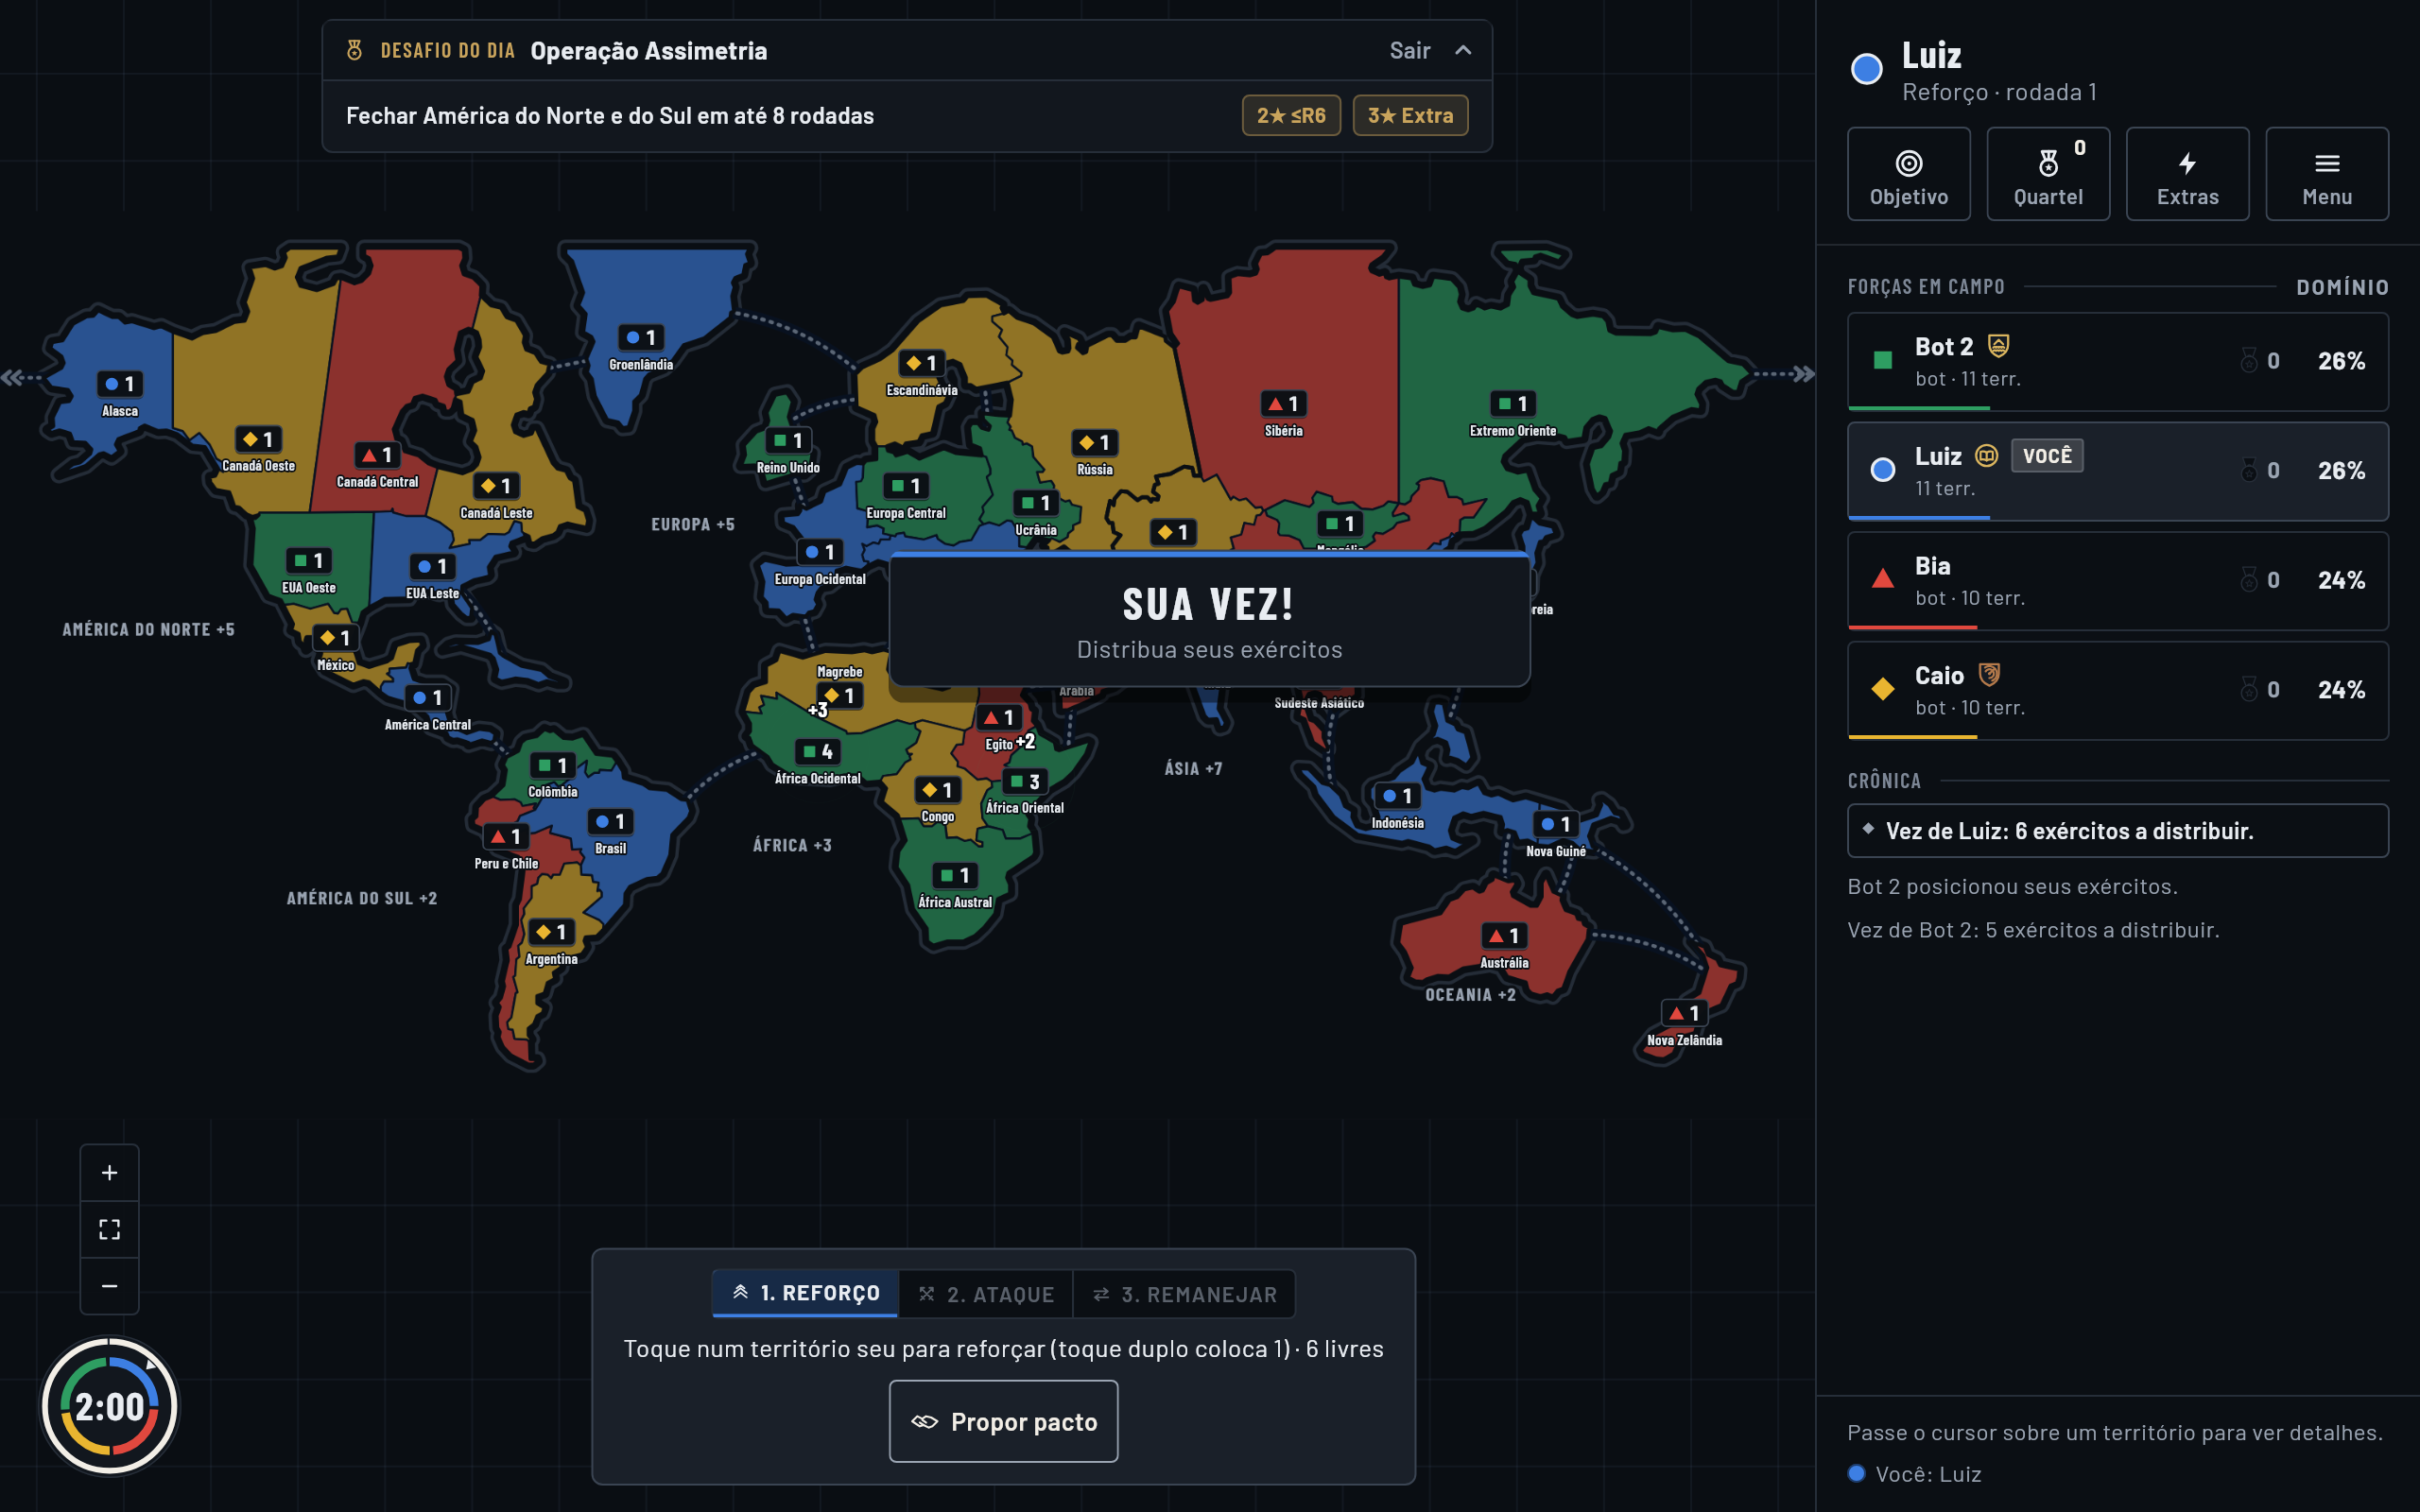 DESAFIO DO DIA Operação Assimetria Sair
Fechar América do Norte e do Sul em até 8 rodadas 2★ ≤R6 3★ Extra
Luiz
Reforço · rodada 1
Objetivo
0
Quartel
Extras
Menu
FORÇAS EM CAMPO DOMÍNIO
Bot 2 0 26%
bot · 11 terr.
Luiz VOCÊ 0 26%
11 terr.
Bia 0 24%
bot · 10 terr.
Caio 0 24%
bot · 10 terr.
CRÔNICA
Vez de Luiz: 6 exércitos a distribuir.
Bot 2 posicionou seus exércitos.
Vez de Bot 2: 5 exércitos a distribuir.
Passe o cursor sobre um território para ver detalhes.
Você: Luiz
1
Groenlândia
1
Alasca
1
Canadá Oeste
1
Canadá Central
1
Canadá Leste
1
EUA Oeste
1
EUA Leste
1
México
1
América Central
AMÉRICA DO NORTE +5
1
Escandinávia
1
Reino Unido
1
Europa Central
1
Ucrânia
1
Rússia
1
Europa Ocidental
EUROPA +5
1
Sibéria
1
Extremo Oriente
1
1
SUA VEZ!
Distribua seus exércitos
Arábia
Sudeste Asiático
ÁSIA +7
Magrebe
1
+3
4
África Ocidental
1
Egito +2
3
África Oriental
1
Congo
1
África Austral
ÁFRICA +3
1
Colômbia
1
Brasil
1
Peru e Chile
1
Argentina
AMÉRICA DO SUL +2
1
Indonésia
1
Nova Guiné
1
Austrália
OCEANIA +2
1
Nova Zelândia
+
−
2:00
1. REFORÇO 2. ATAQUE 3. REMANEJAR
Toque num território seu para reforçar (toque duplo coloca 1) · 6 livres
Propor pacto